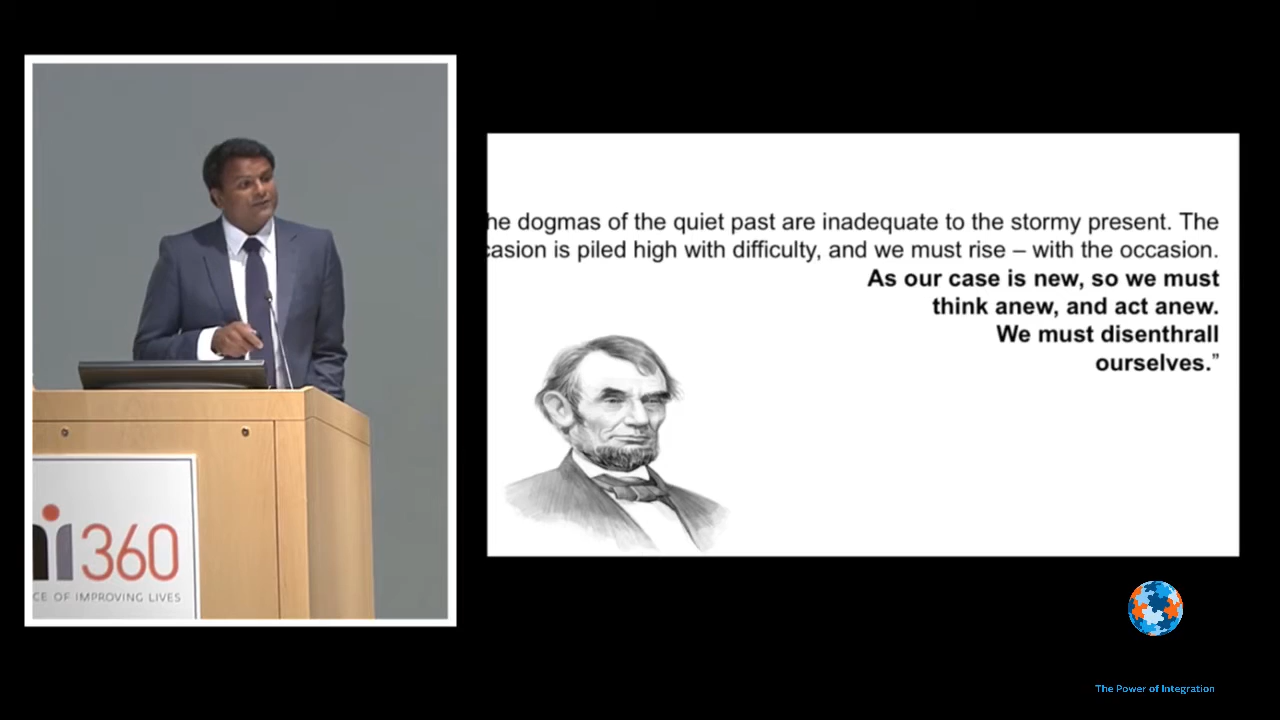 he dogmas of the quiet past are inadequate to the stormy present. The
casion is piled high with difficulty, and we must rise – with the occasion.
As our case is new, so we must
think anew, and act anew.
We must disenthrall
ourselves.”
i360
CE OF IMPROVING LIVES
The Power of Integration